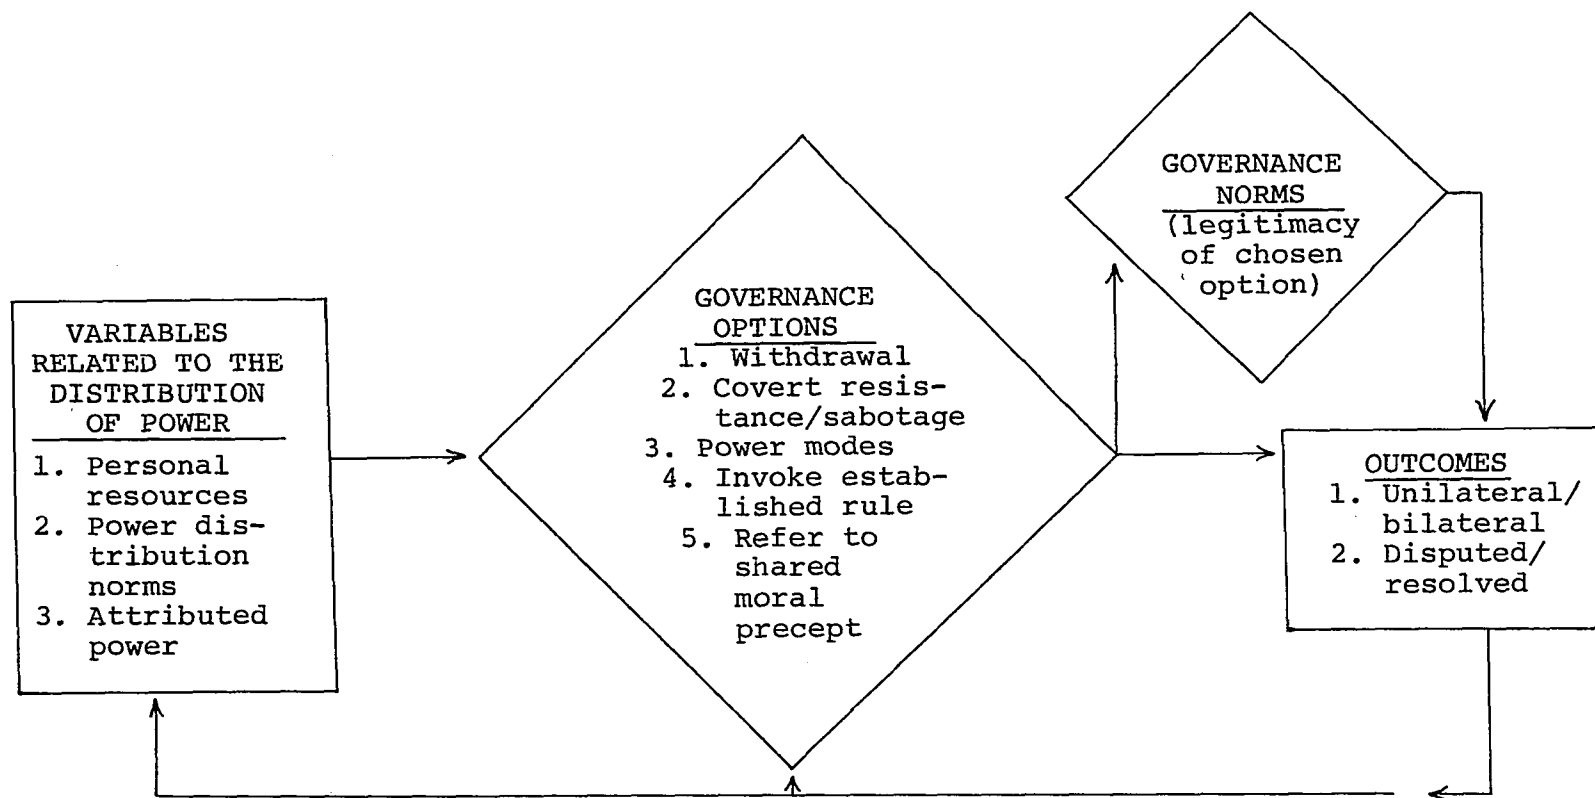 VARIABLES
RELATED TO THE
DISTRIBUTION
OF POWER
1. Personal
resources
2. Power dis-
tribution
norms
3. Attributed
power
GOVERNANCE
OPTIONS
1. Withdrawal
2. Covert resis-
tance/sabotage
3. Power modes
4. Invoke estab-
lished rule
5. Refer to
shared
moral
precept
GOVERNANCE
NORMS
(legitimacy
of chosen
option)
OUTCOMES
1. Unilateral/
bilateral
2. Disputed/
resolved